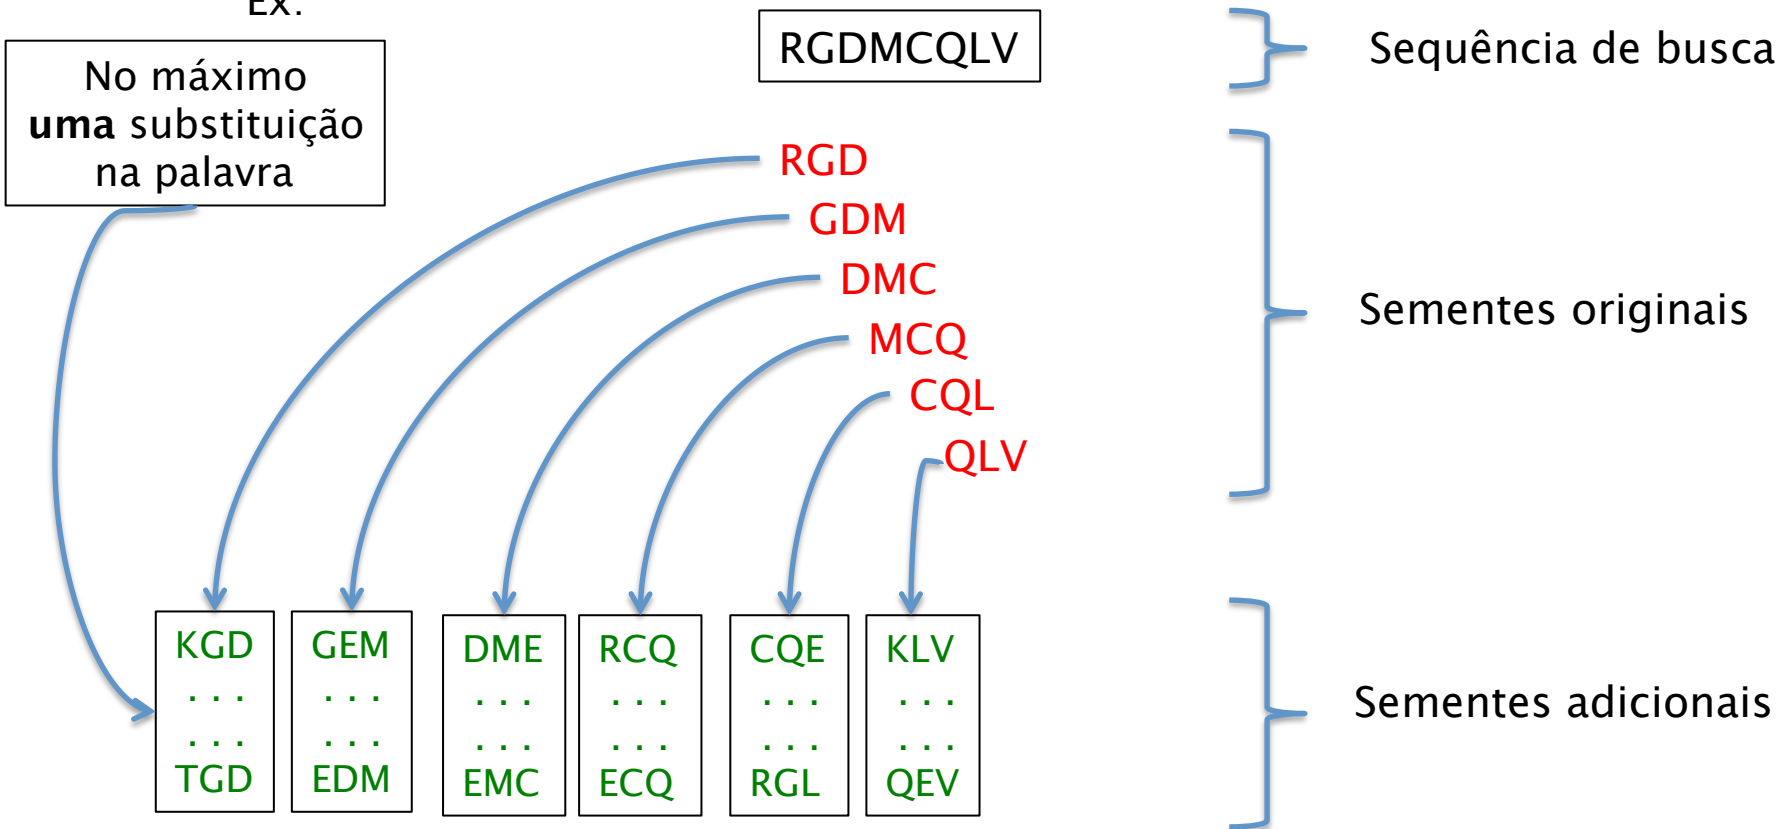 Ex:
No máximo
uma substituição
na palavra
RGDMCQLV
Sequência de busca
RGD
GDM
DMC
MCQ
CQL
QLV
Sementes originais
KGD GEM DME RCQ CQE KLV
. . . . . . . . . . . . . . . . . .
. . . . . . . . . . . . . . . . . .
TGD EDM EMC ECQ RGL QEV
Sementes adicionais